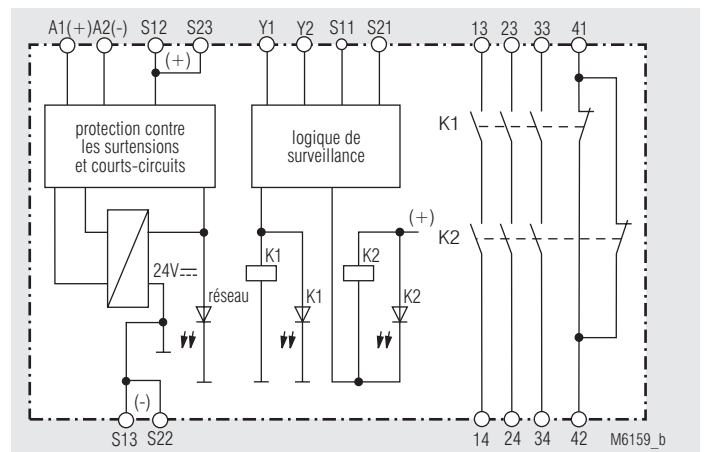 A1(+) A2(-) S12 S23 Y1 Y2 S11 S21 13 23 33 41
(+)
protection contre
les surtensions
et courts-circuits
logique de
surveillance
K1
K2
(+)
24V
réseau
K1
K1
K2
K2
(-)
S13 S22 14 24 34 42 M6159_b